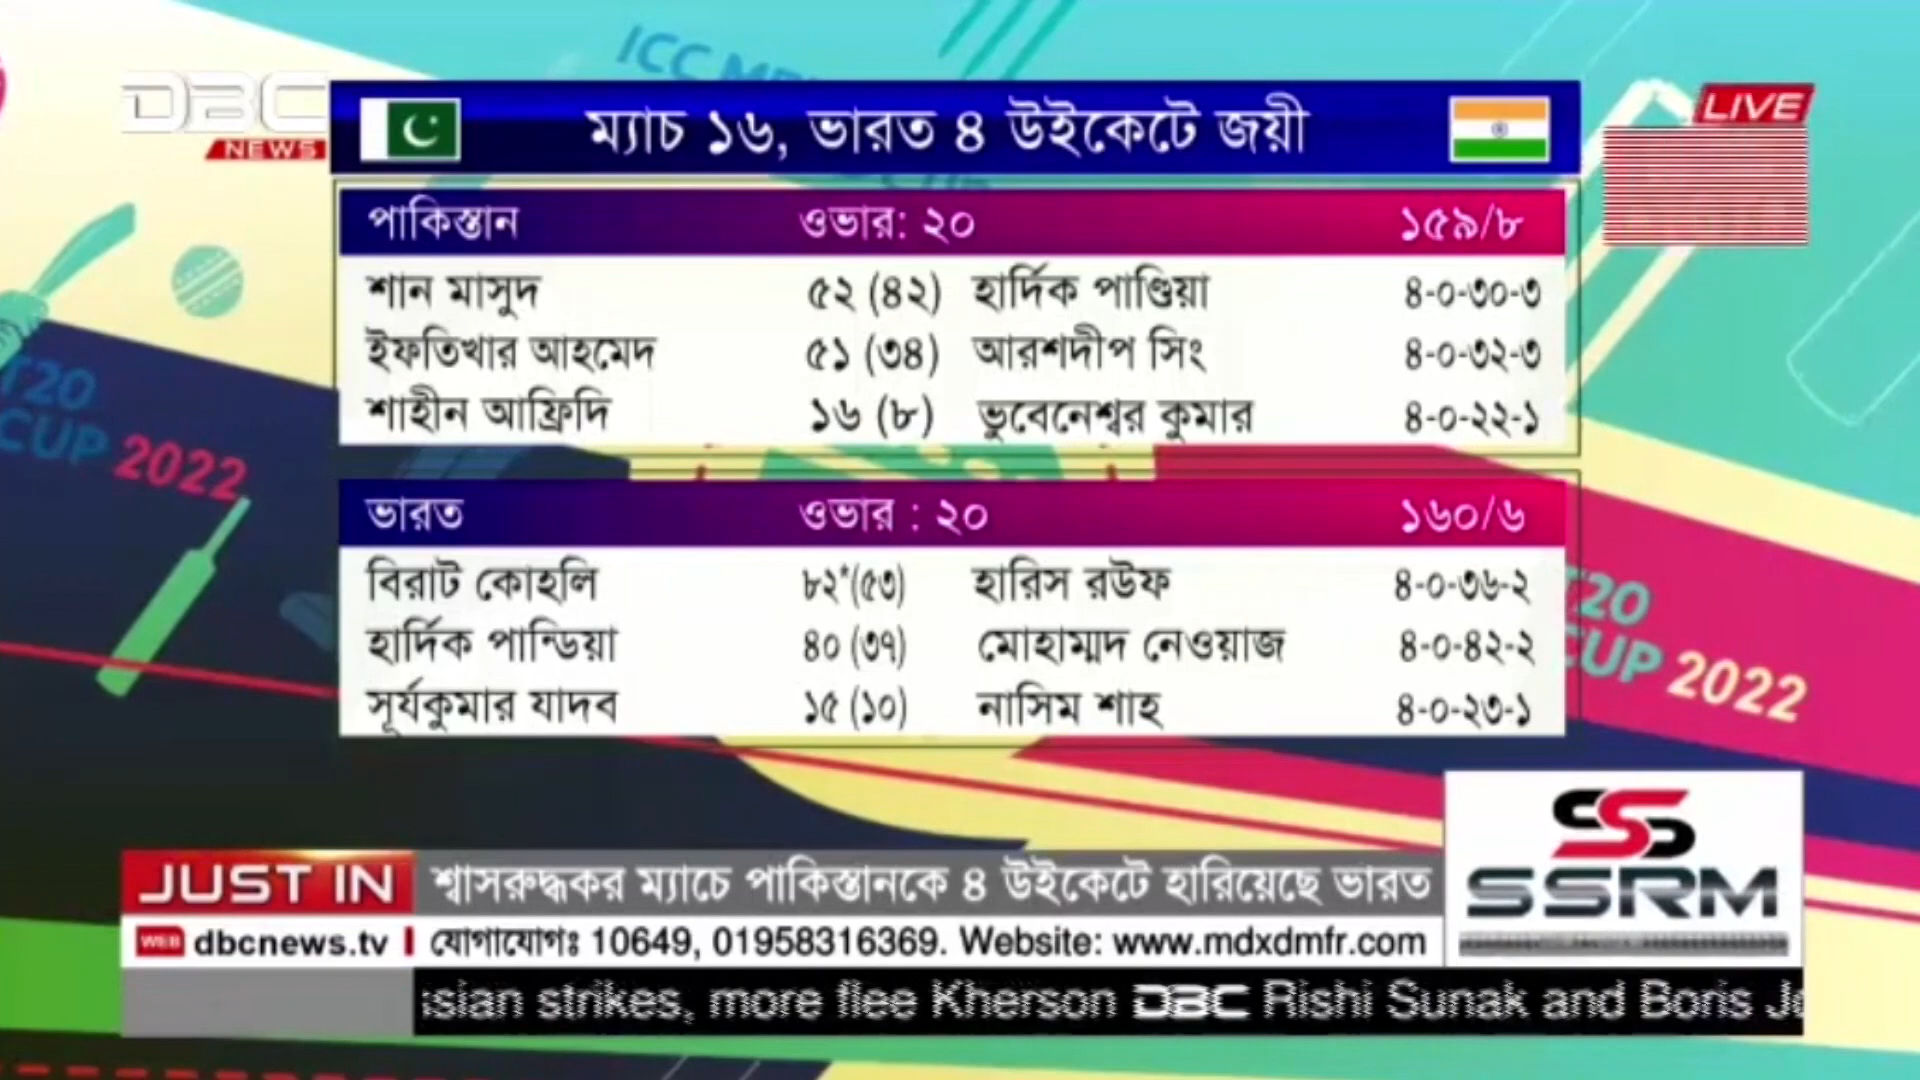 ICC M
DBC
NEWS
ম্যাচ ১৬, ভারত ৪ উইকেটে জয়ী
LIVE
পাকিস্তান ওভার: ২০ ১৫৯/৮
শান মাসুদ ৫২ (৪২) হার্দিক পাণ্ডিয়া ৪-০-৩০-৩
ইফতিখার আহমেদ ৫১ (৩৪) আরশদীপ সিং ৪-০-৩২-৩
শাহীন আফ্রিদি ১৬ (৮) ভুবেনেশ্বর কুমার ৪-০-২২-১
T20
CUP 2022
ভারত ওভার : ২০ ১৬০/৬
বিরাট কোহলি ৮২*(৫৩) হারিস রউফ ৪-০-৩৬-২
হার্দিক পান্ডিয়া ৪০ (৩৭) মোহাম্মদ নেওয়াজ ৪-০-৪২-২
সূর্যকুমার যাদব ১৫ (১০) নাসিম শাহ ৪-০-২৩-১
T20
CUP 2022
JUST IN শ্বাসরুদ্ধকর ম্যাচে পাকিস্তানকে ৪ উইকেটে হারিয়েছে ভারত
SS
SSRM
WEB dbcnews.tv | যোগাযোগঃ 10649, 01958316369. Website: www.mdxdmfr.com
ssian strikes, more flee Kherson DBC Rishi Sunak and Boris J